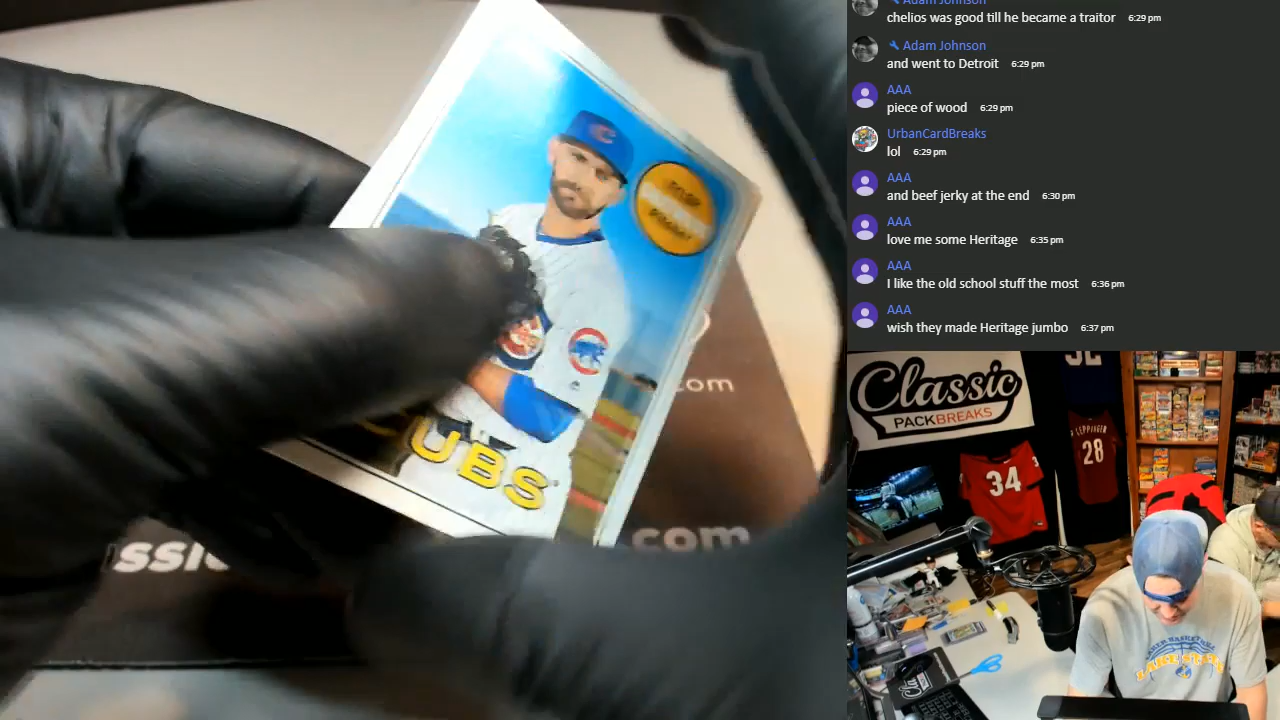 Adam Johnson
chelios was good till he became a traitor 6:29 pm
Adam Johnson
and went to Detroit 6:29 pm
AAA
piece of wood 6:29 pm
UrbanCardBreaks
lol 6:29 pm
AAA
and beef jerky at the end 6:30 pm
AAA
love me some Heritage 6:35 pm
AAA
I like the old school stuff the most 6:36 pm
AAA
wish they made Heritage jumbo 6:37 pm
C
UBS
.com
com
ssic
Classic
PACKBREAKS
34
LEPPINGER
28
LAKE STATE